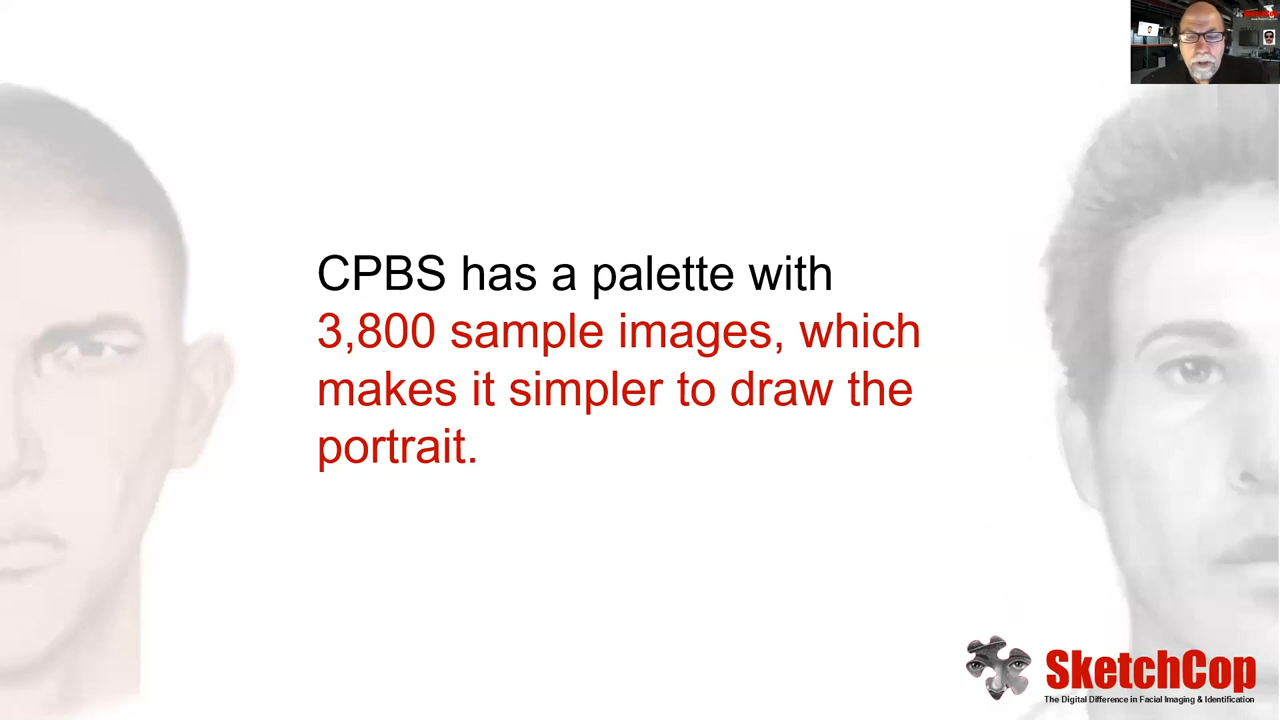 CPBS has a palette with
3,800 sample images, which
makes it simpler to draw the
portrait.
SketchCop
The Digital Difference in Facial Imaging & Identification